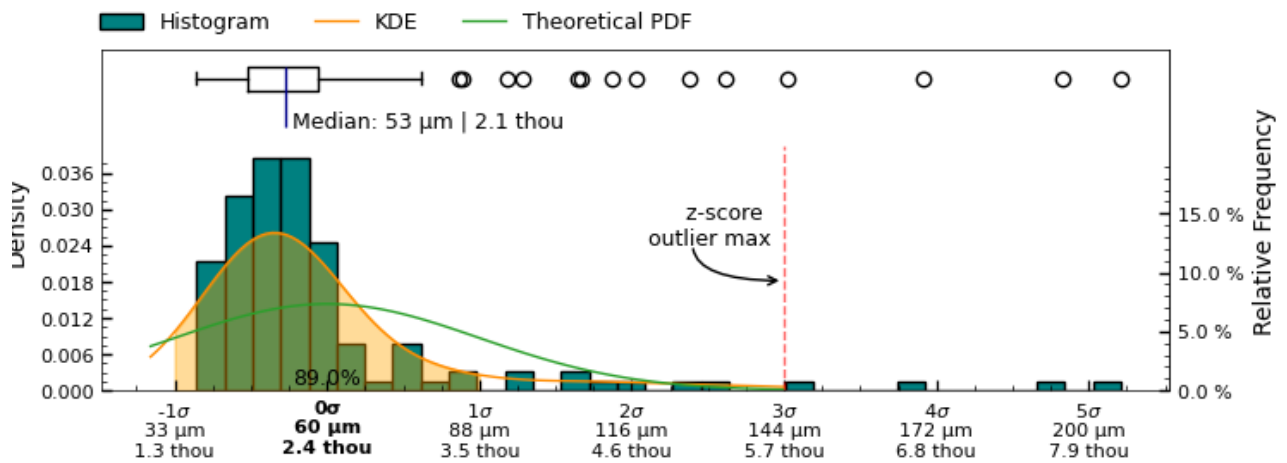 Histogram KDE Theoretical PDF
Median: 53 µm | 2.1 thou
Density
0.036
0.030
0.024
0.018
0.012
0.006
0.000
z-score
outlier max
89.0%
Relative Frequency
15.0 %
10.0 %
5.0 %
0.0 %
-1σ 0σ 1σ 2σ 3σ 4σ 5σ
33 µm 60 µm 88 µm 116 µm 144 µm 172 µm 200 µm
1.3 thou 2.4 thou 3.5 thou 4.6 thou 5.7 thou 6.8 thou 7.9 thou